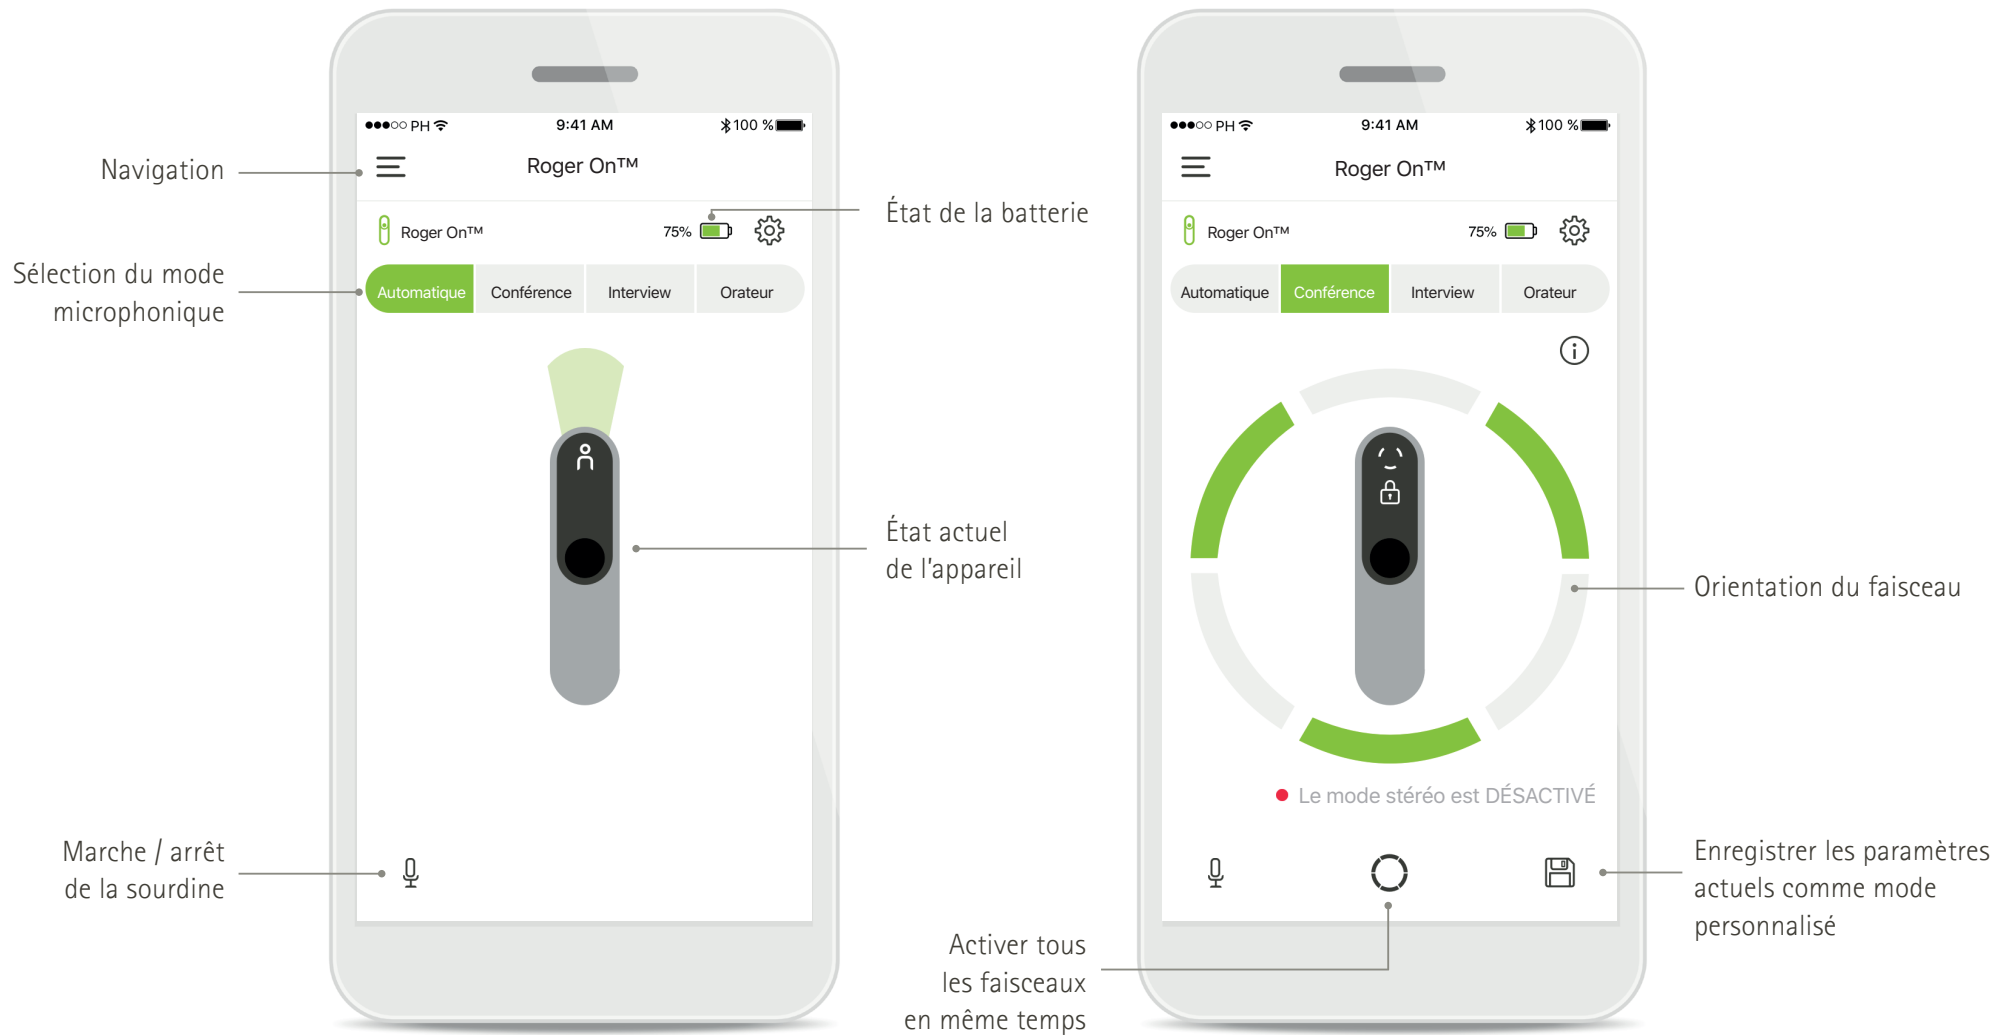 PH
9:41 AM
100 %
Roger On™
Roger On™
75%
Automatique
Conférence
Interview
Orateur
Navigation
Sélection du mode
microphonique
Marche / arrêt
de la sourdine
État de la batterie
État actuel
de l'appareil
PH
9:41 AM
100 %
Roger On™
Roger On™
75%
Automatique
Conférence
Interview
Orateur
Le mode stéréo est DÉSACTIVÉ
Activer tous
les faisceaux
en même temps
Orientation du faisceau
Enregistrer les paramètres
actuels comme mode
personnalisé